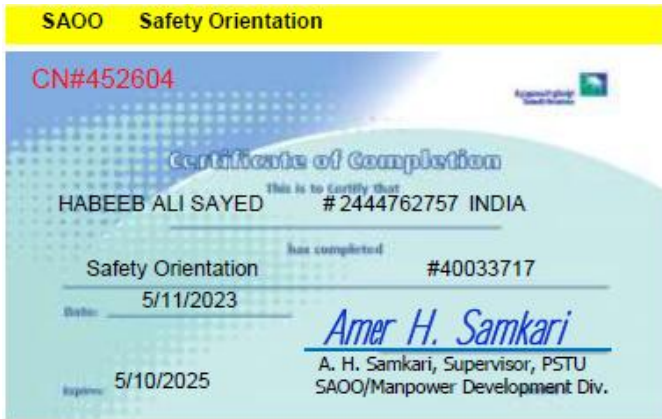 SAOO Safety Orientation
CN#452604
Certificate of Completion
This is to Certify that
HABEEB ALI SAYED # 2444762757 INDIA
has completed
Safety Orientation #40033717
Date: 5/11/2023
Amer H. Samkari
A. H. Samkari, Supervisor, PSTU
Expires: 5/10/2025 SAOO/Manpower Development Div.